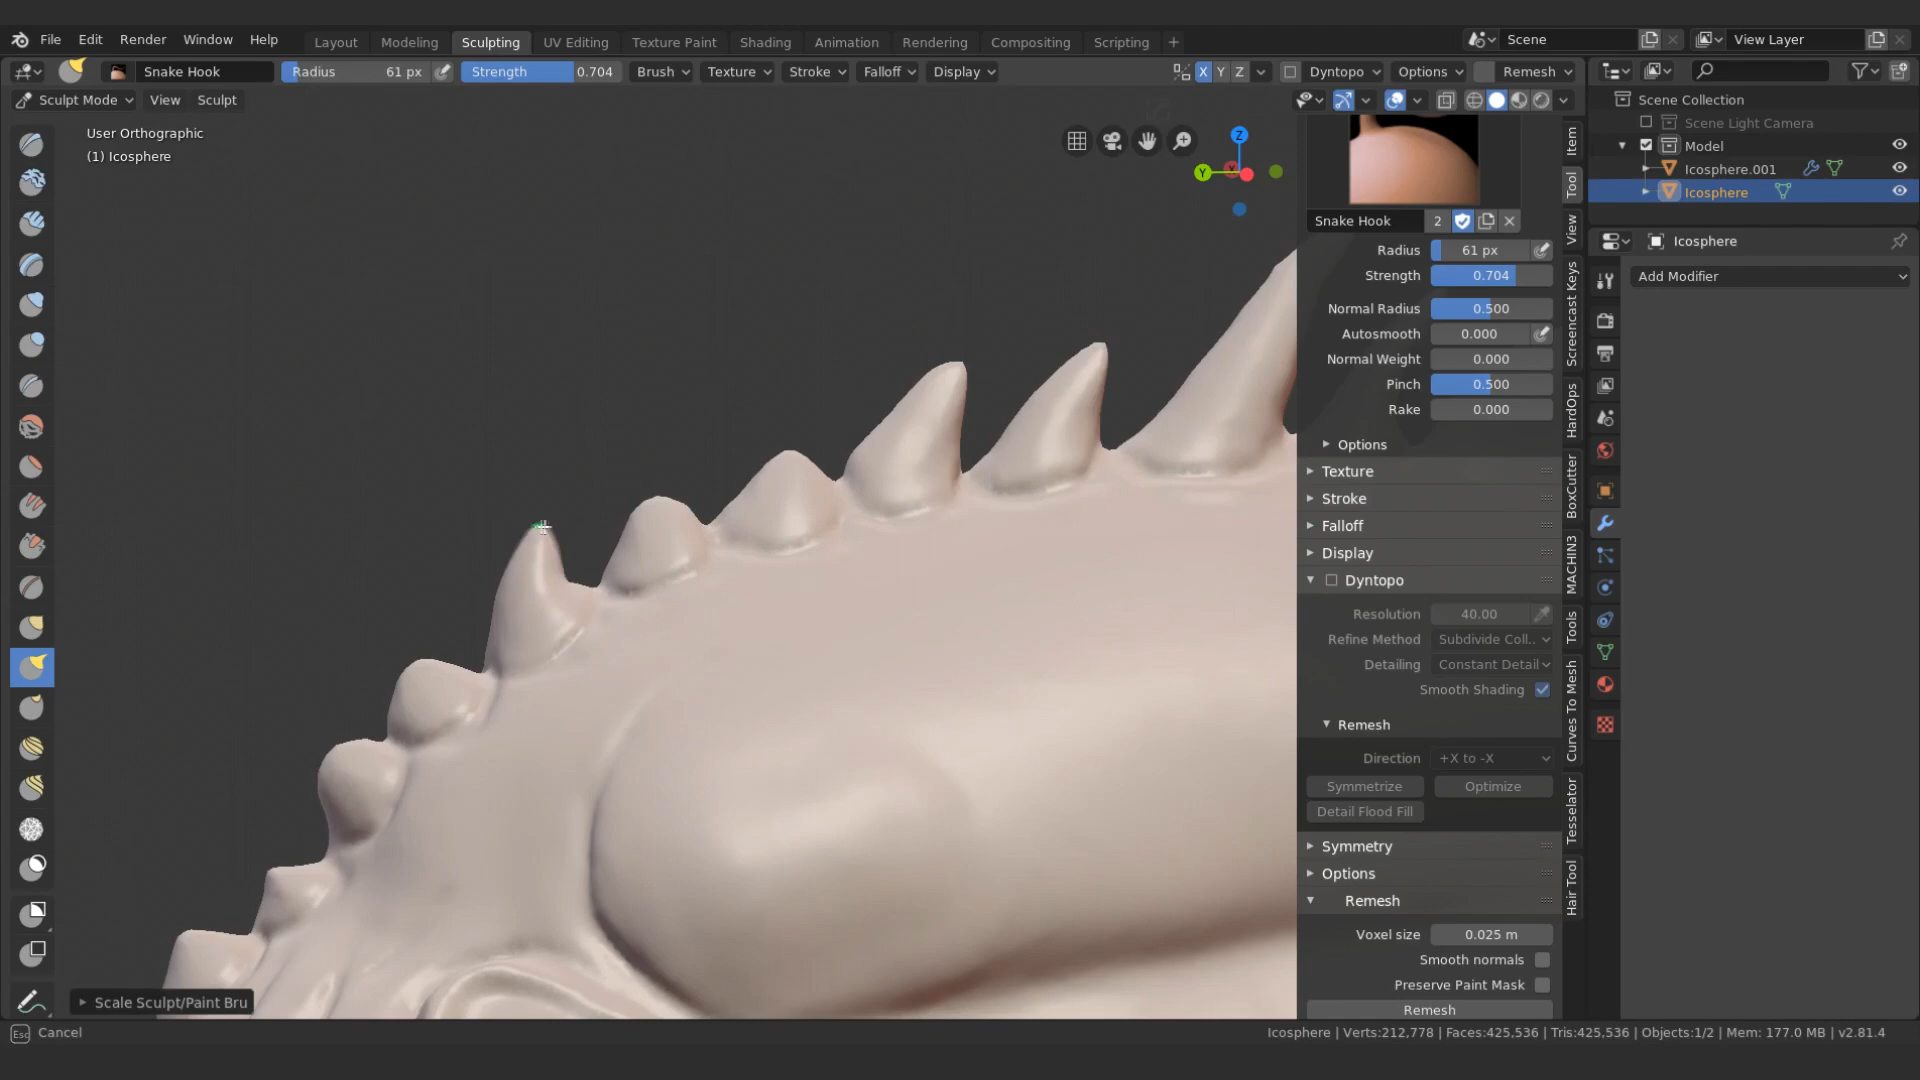 File Edit Render Window Help Layout Modeling Sculpting UV Editing Texture Paint Shading Animation Rendering Compositing Scripting + Scene View Layer
Snake Hook Radius 61 px Strength 0.704 Brush Texture Stroke Falloff Display X Y Z Dyntopo Options Remesh
Sculpt Mode View Sculpt
User Orthographic
(1) Icosphere
Z
Y
Scene Collection
Scene Light Camera
Model
Icosphere.001
Icosphere
Icosphere
Add Modifier
Snake Hook 2
Radius 61 px
Strength 0.704
Normal Radius 0.500
Autosmooth 0.000
Normal Weight 0.000
Pinch 0.500
Rake 0.000
Options
Texture
Stroke
Falloff
Display
Dyntopo
Resolution 40.00
Refine Method Subdivide Coll..
Detailing Constant Detail
Smooth Shading
Remesh
Direction +X to -X
Symmetrize Optimize
Detail Flood Fill
Symmetry
Options
Remesh
Voxel size 0.025 m
Smooth normals
Preserve Paint Mask
Remesh
Item
Tool
View
Screencast Keys
HardOps
BoxCutter
MACHIN3
Tools
Curves To Mesh
Tesselator
Hair Tool
Scale Sculpt/Paint Bru
Esc Cancel
Icosphere | Verts:212,778 | Faces:425,536 | Tris:425,536 | Objects:1/2 | Mem: 177.0 MB | v2.81.4